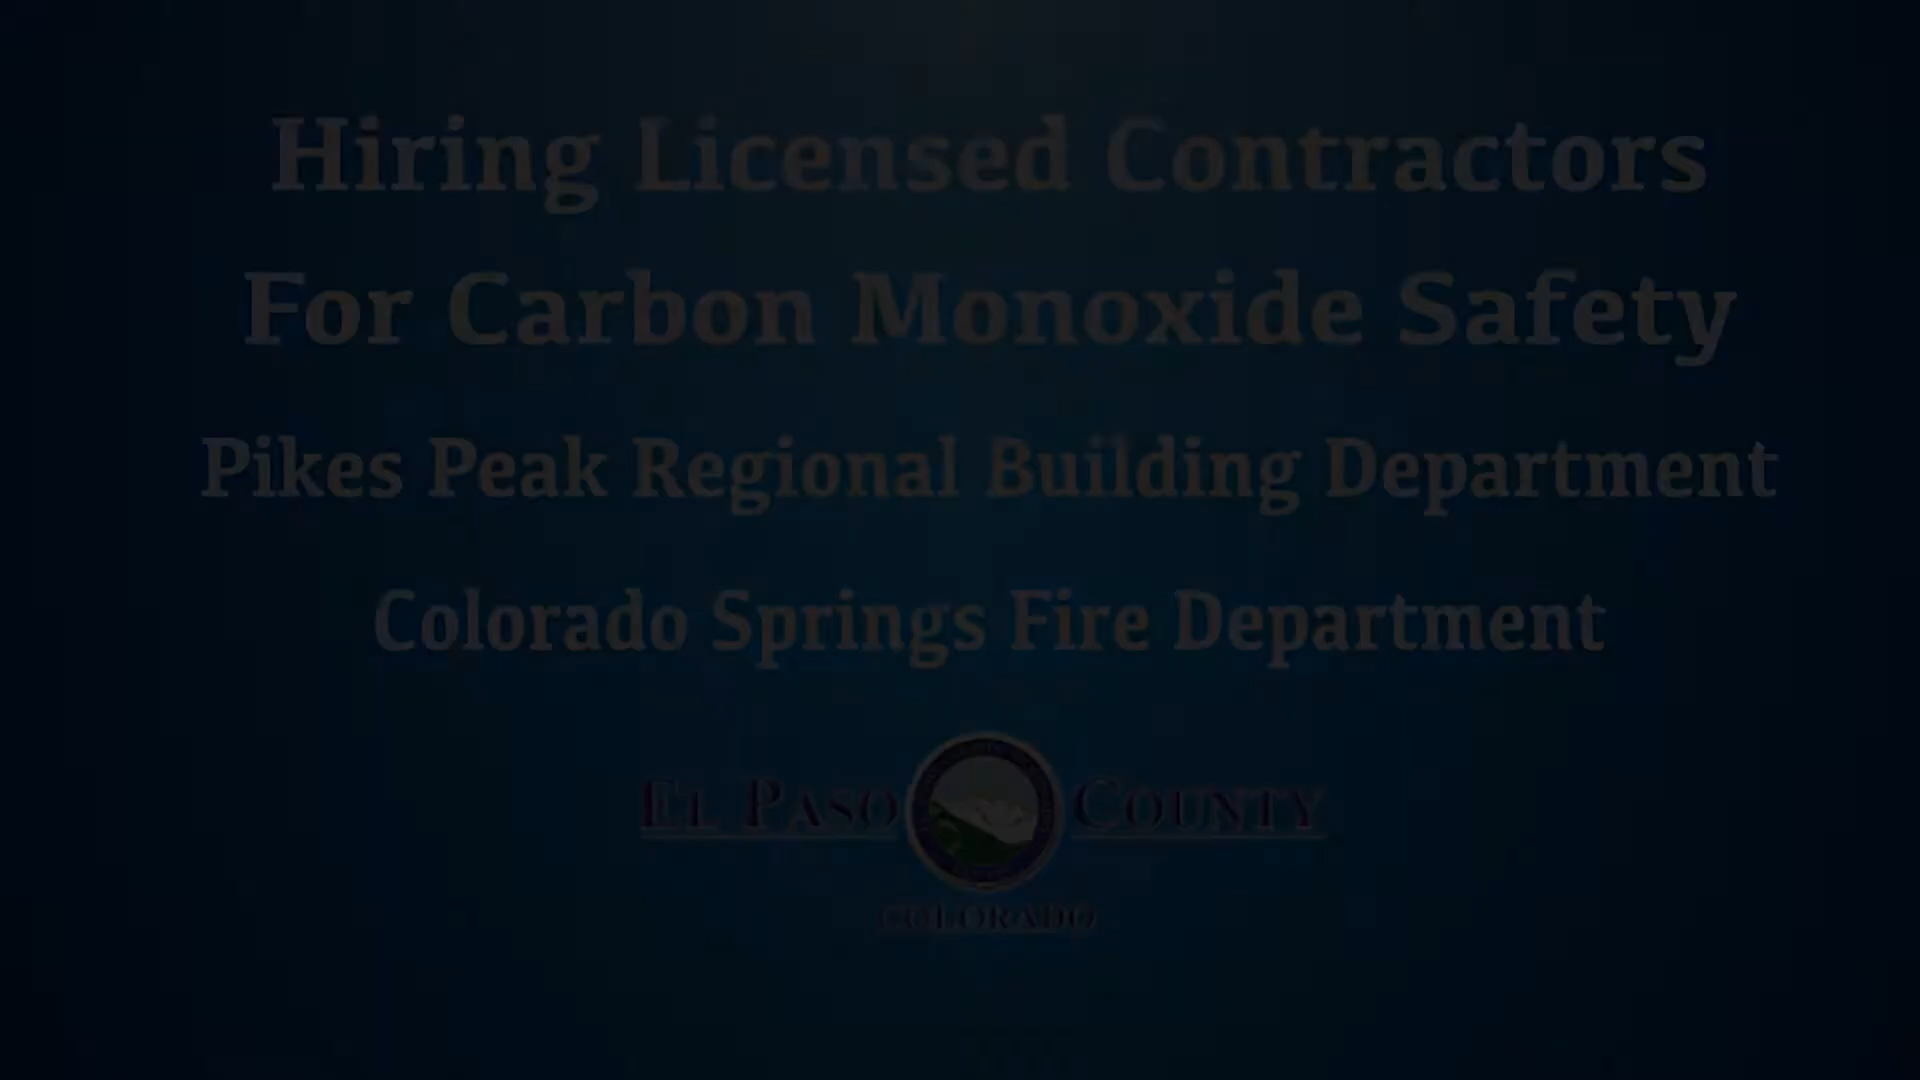 Hiring Licensed Contractors
For Carbon Monoxide Safety
Pikes Peak Regional Building Department
Colorado Springs Fire Department
EL PASO COUNTY
COLORADO